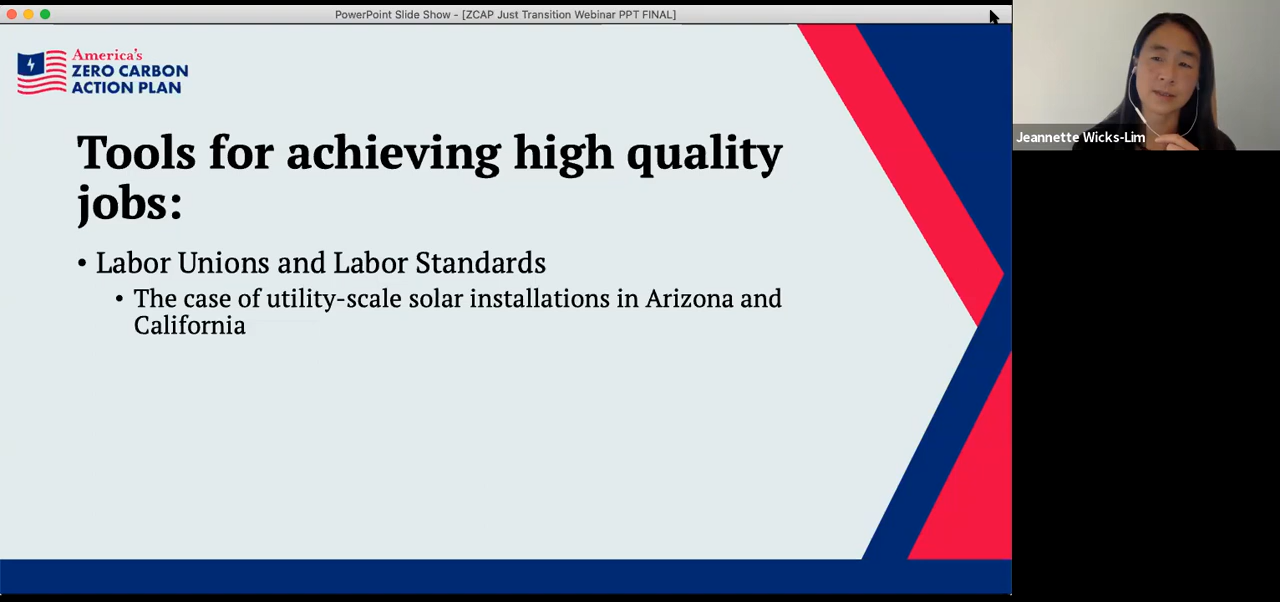 PowerPoint Slide Show - [ZCAP Just Transition Webinar PPT FINAL]
America's
ZERO CARBON
ACTION PLAN
Tools for achieving high quality
jobs:
• Labor Unions and Labor Standards
• The case of utility-scale solar installations in Arizona and
California
Jeannette Wicks-Lim